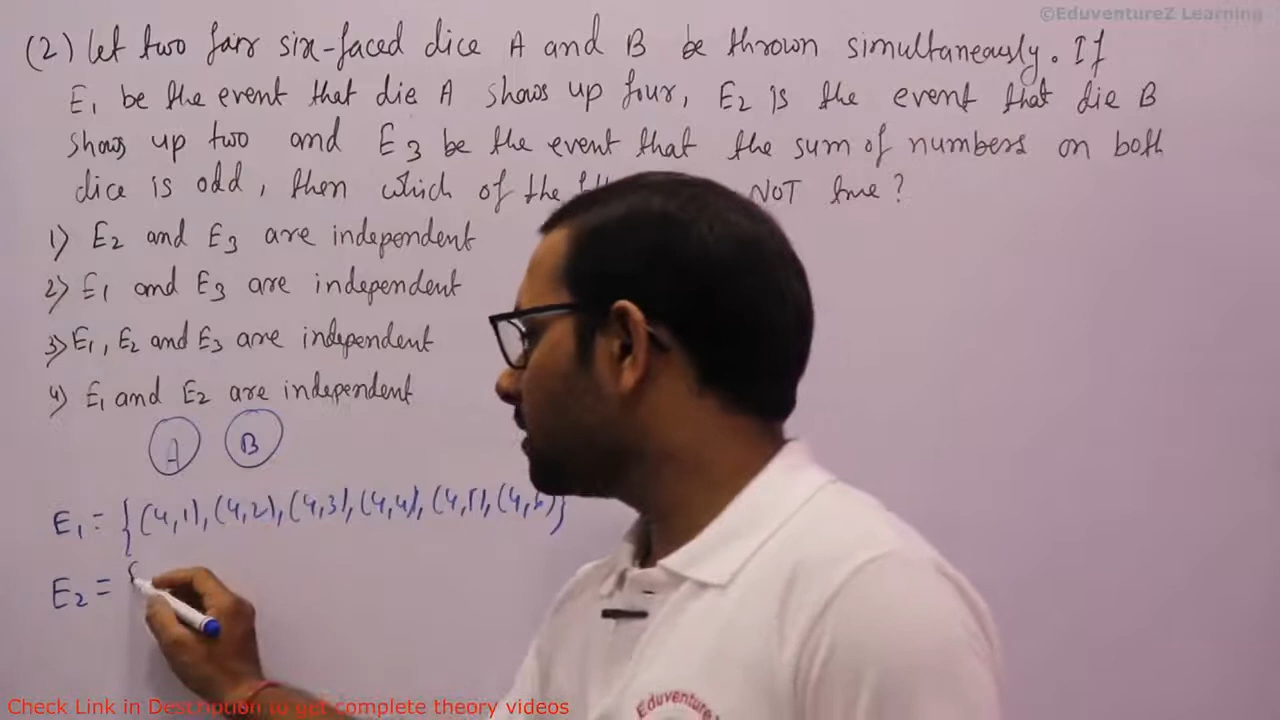 ©EduventureZ Learning
(2) Let two fair six-faced dice A and B be thrown simultaneously. If
E1 be the event that die A shows up four, E2 is the event that die B
shows up two and E3 be the event that the sum of numbers on both
dice is odd, then which of the NOT true?
1) E2 and E3 are independent
2) E1 and E3 are independent
3) E1, E2 and E3 are independent
4) E1 and E2 are independent
A B
E1 = {(4,1), (4,2), (4,3), (4,4), (4,5), (4,6)}
E2 = {
EduventureZ
Check Link in Description to get complete theory videos